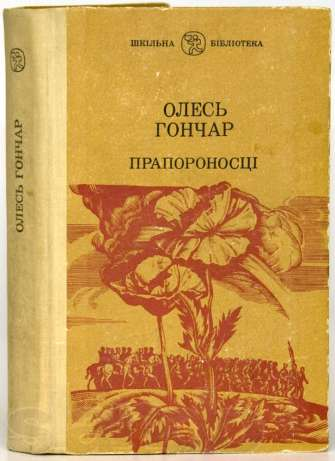 ШКІЛЬНА БІБЛІОТЕКА
ОЛЕСЬ
ГОНЧАР
ПРАПОРОНОСЦІ
ОЛЕСЬ ГОНЧАР